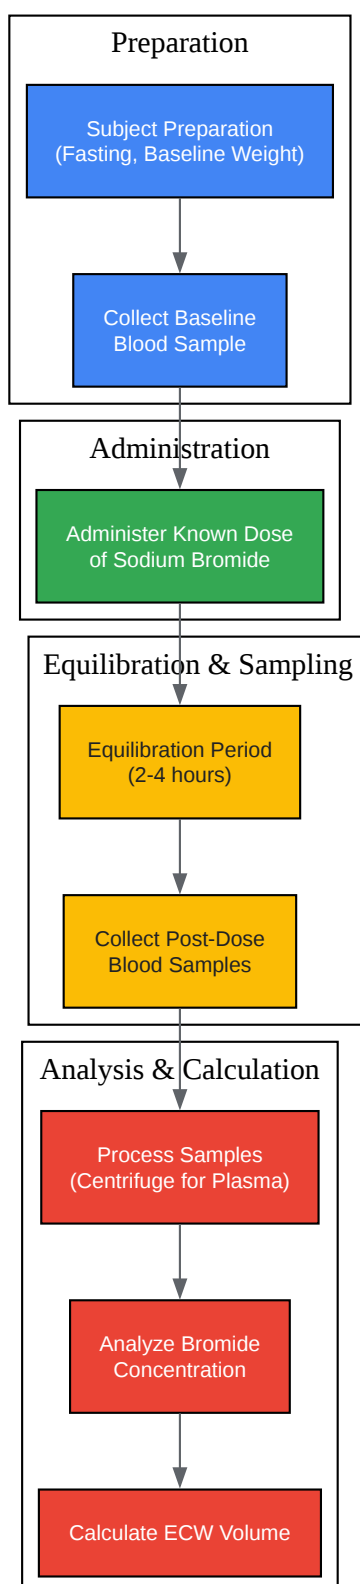 Preparation
Subject Preparation
(Fasting, Baseline Weight)
Collect Baseline
Blood Sample
Administration
Administer Known Dose
of Sodium Bromide
Equilibration & Sampling
Equilibration Period
(2-4 hours)
Collect Post-Dose
Blood Samples
Analysis & Calculation
Process Samples
(Centrifuge for Plasma)
Analyze Bromide
Concentration
Calculate ECW Volume